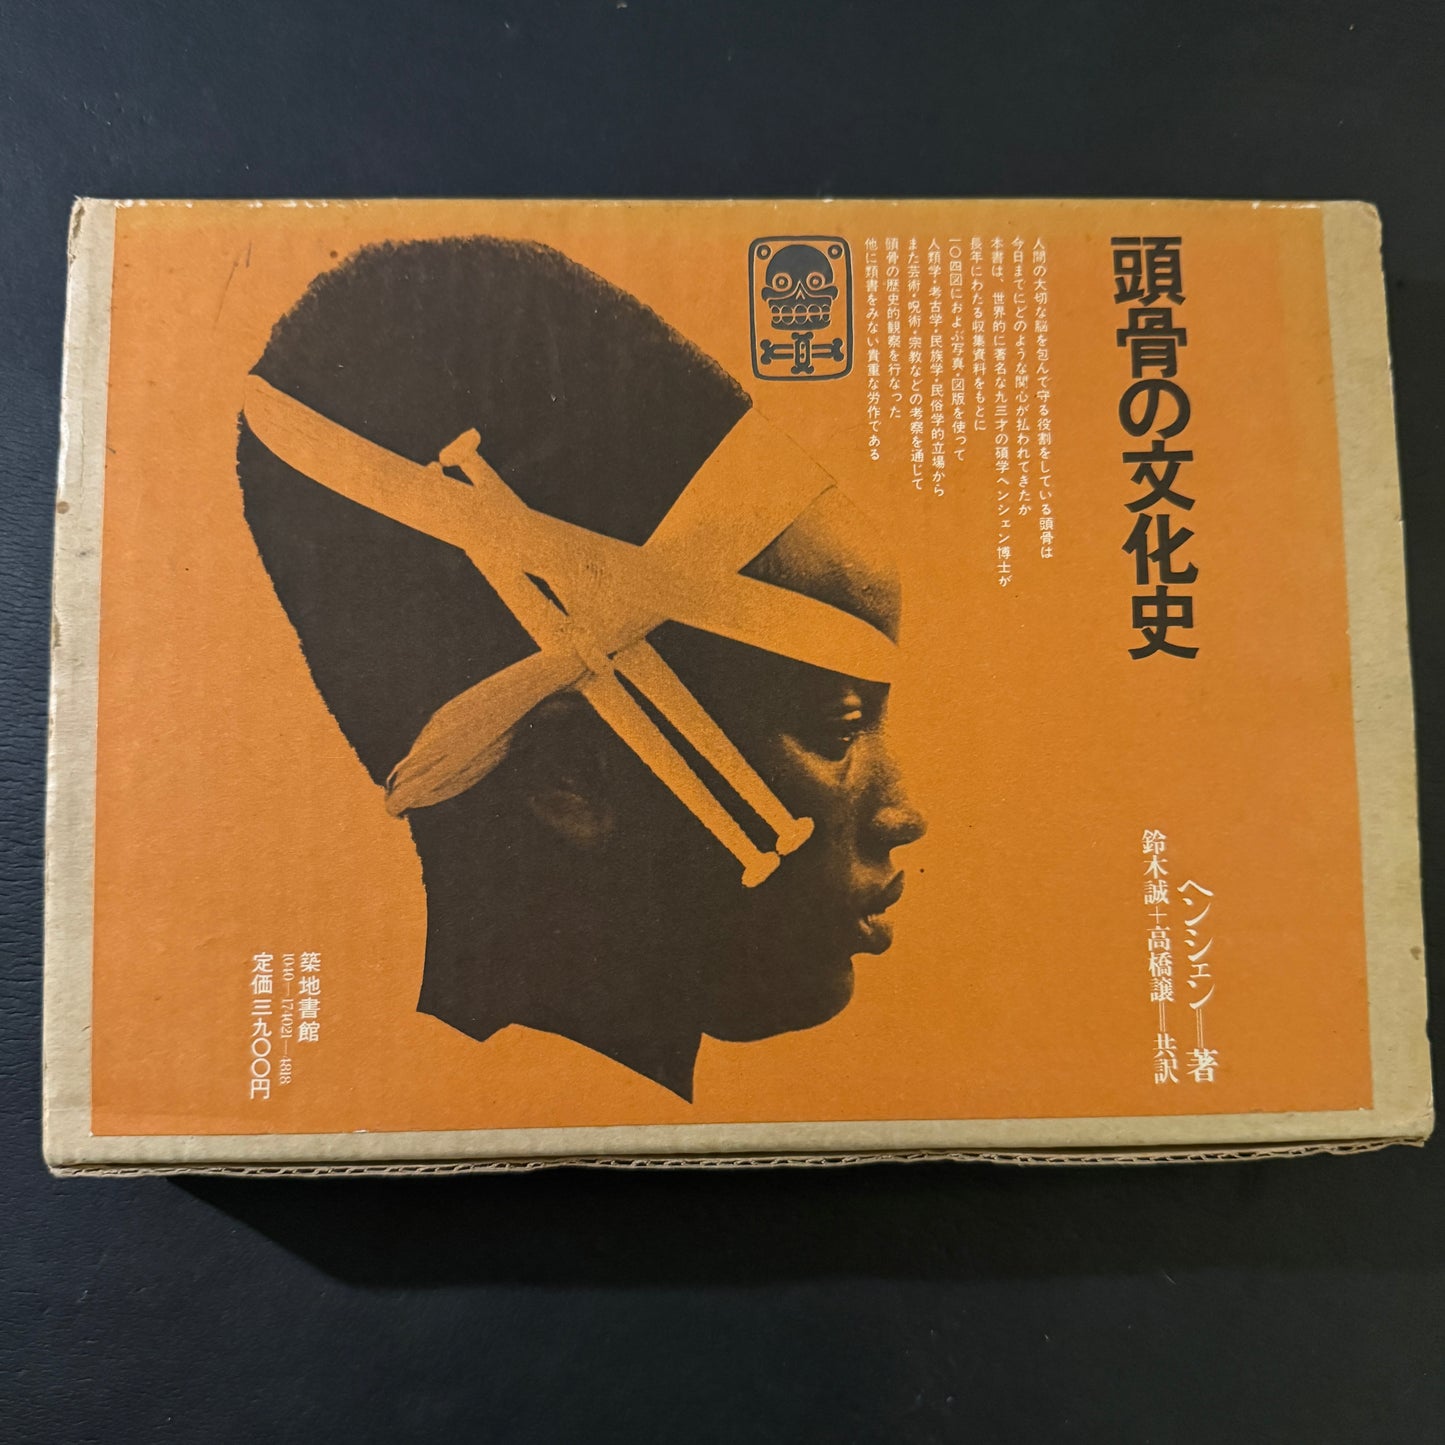 頭骨の文化史
人間の大切な脳を包んで守る役割をしている頭骨は
今日までにどのような関心が払われてきたか
本書は、世界的に著名な九三才の碩学ヘンシェン博士が
長年にわたる収集資料をもとに
一〇四図におよぶ写真・図版を使って
人類学・考古学・民族学・民俗学的立場から
また芸術・呪術・宗教などの考察を通じて
頭骨の歴史的観察を行なった
他に類書をみない貴重な労作である
ヘンシェン=著
鈴木誠+高橋譲=共訳
築地書館
1040—174021—4818
定価三九〇〇円